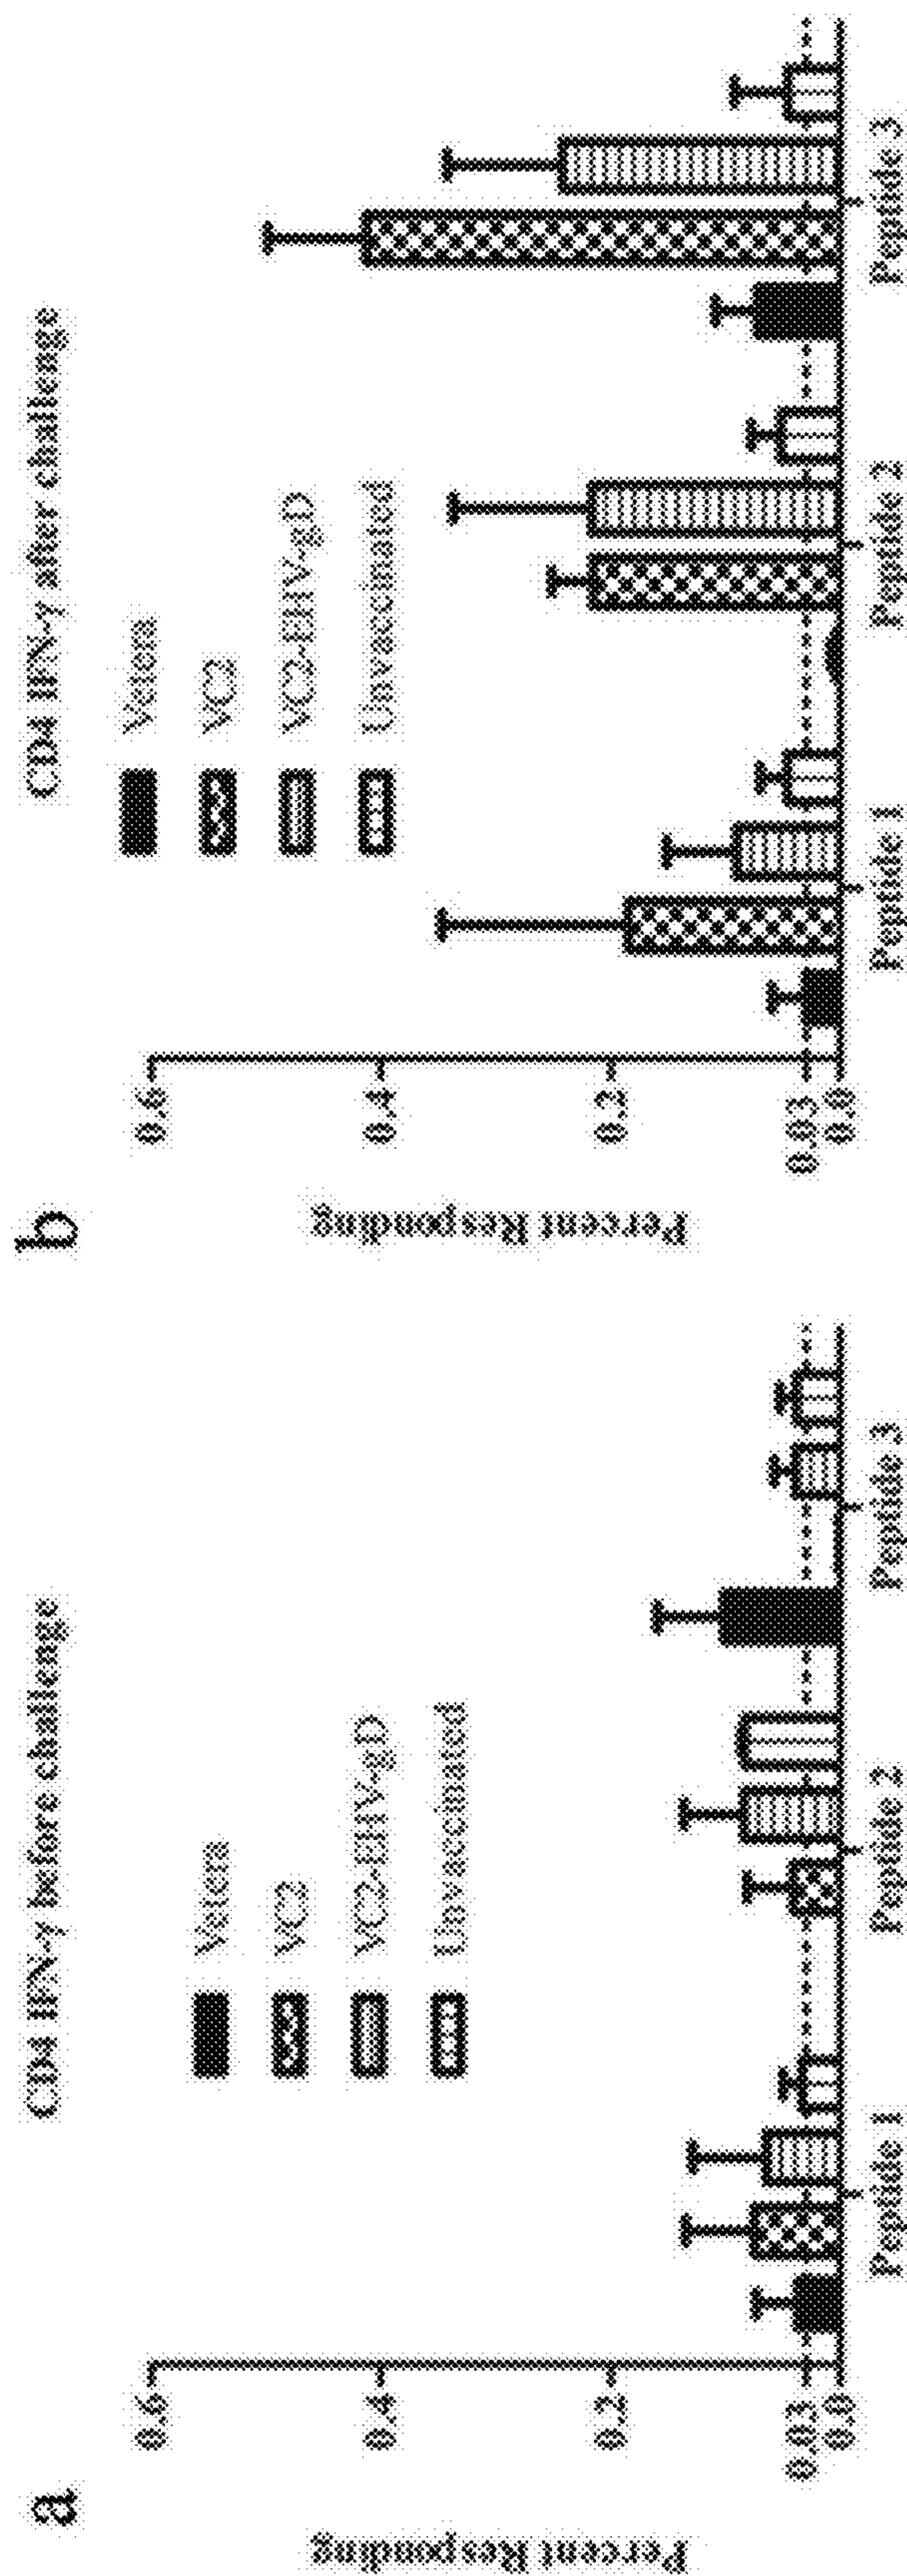 a
CD4 IFN-γ before challenge
Vetera
VC2
VC2-EHV-gD
Unvaccinated
Percent Responding
0.6
0.4
0.2
0.03
0.0
Peptide 1
Peptide 2
Peptide 3
b
CD4 IFN-γ after challenge
Vetera
VC2
VC2-EHV-gD
Unvaccinated
Percent Responding
0.6
0.4
0.2
0.03
0.0
Peptide 1
Peptide 2
Peptide 3